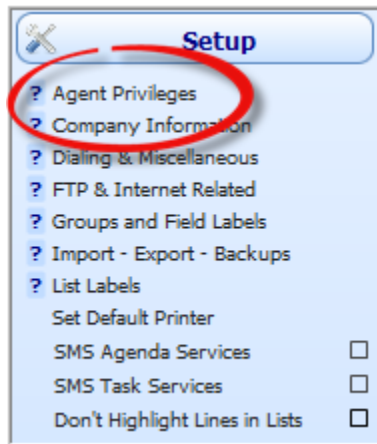 Setup
? Agent Privileges
? Company Information
? Dialing & Miscellaneous
? FTP & Internet Related
? Groups and Field Labels
? Import - Export - Backups
? List Labels
Set Default Printer
SMS Agenda Services
SMS Task Services
Don't Highlight Lines in Lists